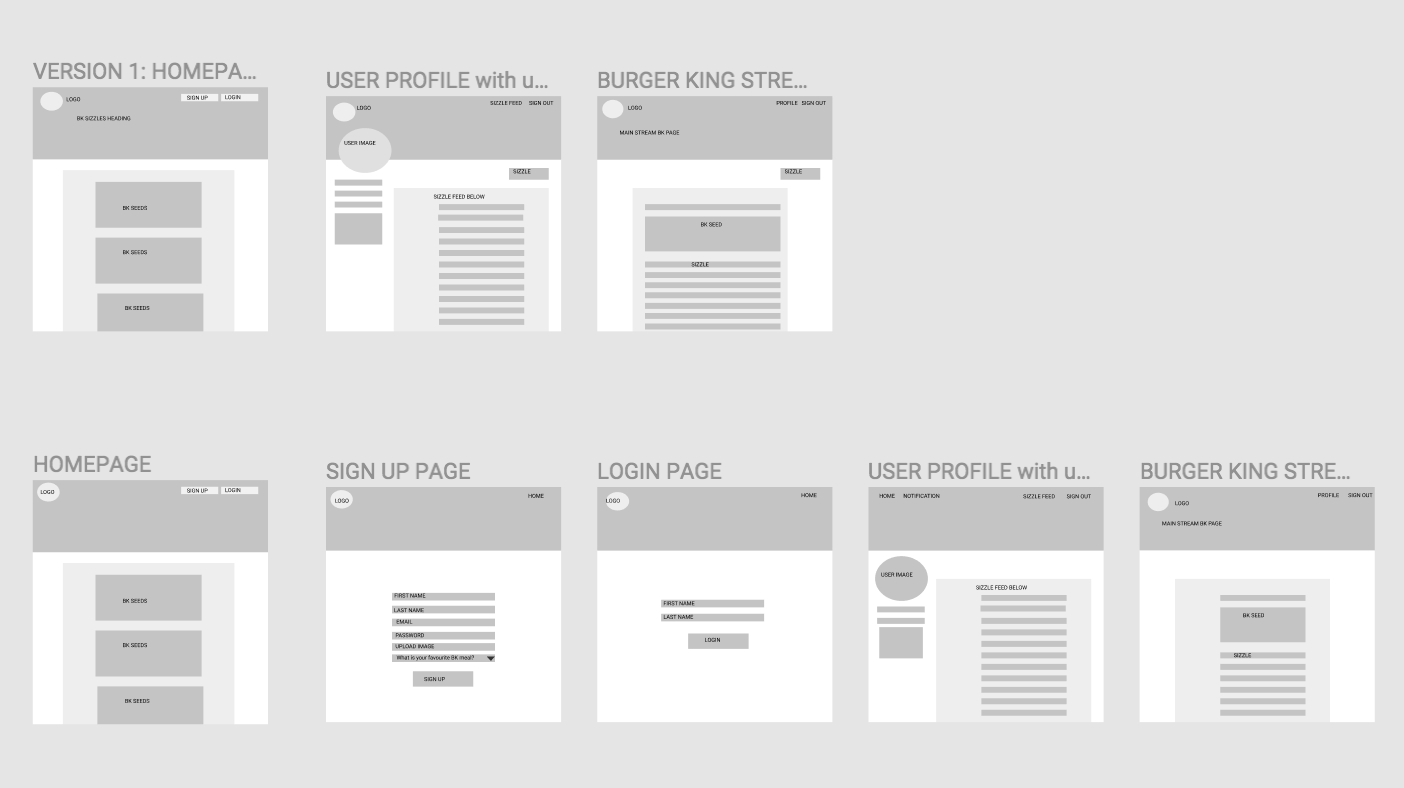 VERSION 1: HOMEPA...
LOGO
SIGN UP
LOGIN
BK SIZZLES HEADING
BK SEEDS
BK SEEDS
BK SEEDS
USER PROFILE with u...
LOGO
SIZZLE FEED
SIGN OUT
USER IMAGE
SIZZLE
SIZZLE FEED BELOW
BURGER KING STRE...
LOGO
PROFILE
SIGN OUT
MAIN STREAM BK PAGE
SIZZLE
BK SEED
SIZZLE
HOMEPAGE
LOGO
SIGN UP
LOGIN
BK SEEDS
BK SEEDS
BK SEEDS
SIGN UP PAGE
LOGO
HOME
FIRST NAME
LAST NAME
EMAIL
PASSWORD
UPLOAD IMAGE
What is your favourite BK meal?
SIGN UP
LOGIN PAGE
LOGO
HOME
FIRST NAME
LAST NAME
LOGIN
USER PROFILE with u...
HOME
NOTIFICATION
SIZZLE FEED
SIGN OUT
USER IMAGE
SIZZLE FEED BELOW
BURGER KING STRE...
PROFILE
SIGN OUT
LOGO
MAIN STREAM BK PAGE
BK SEED
SIZZLE